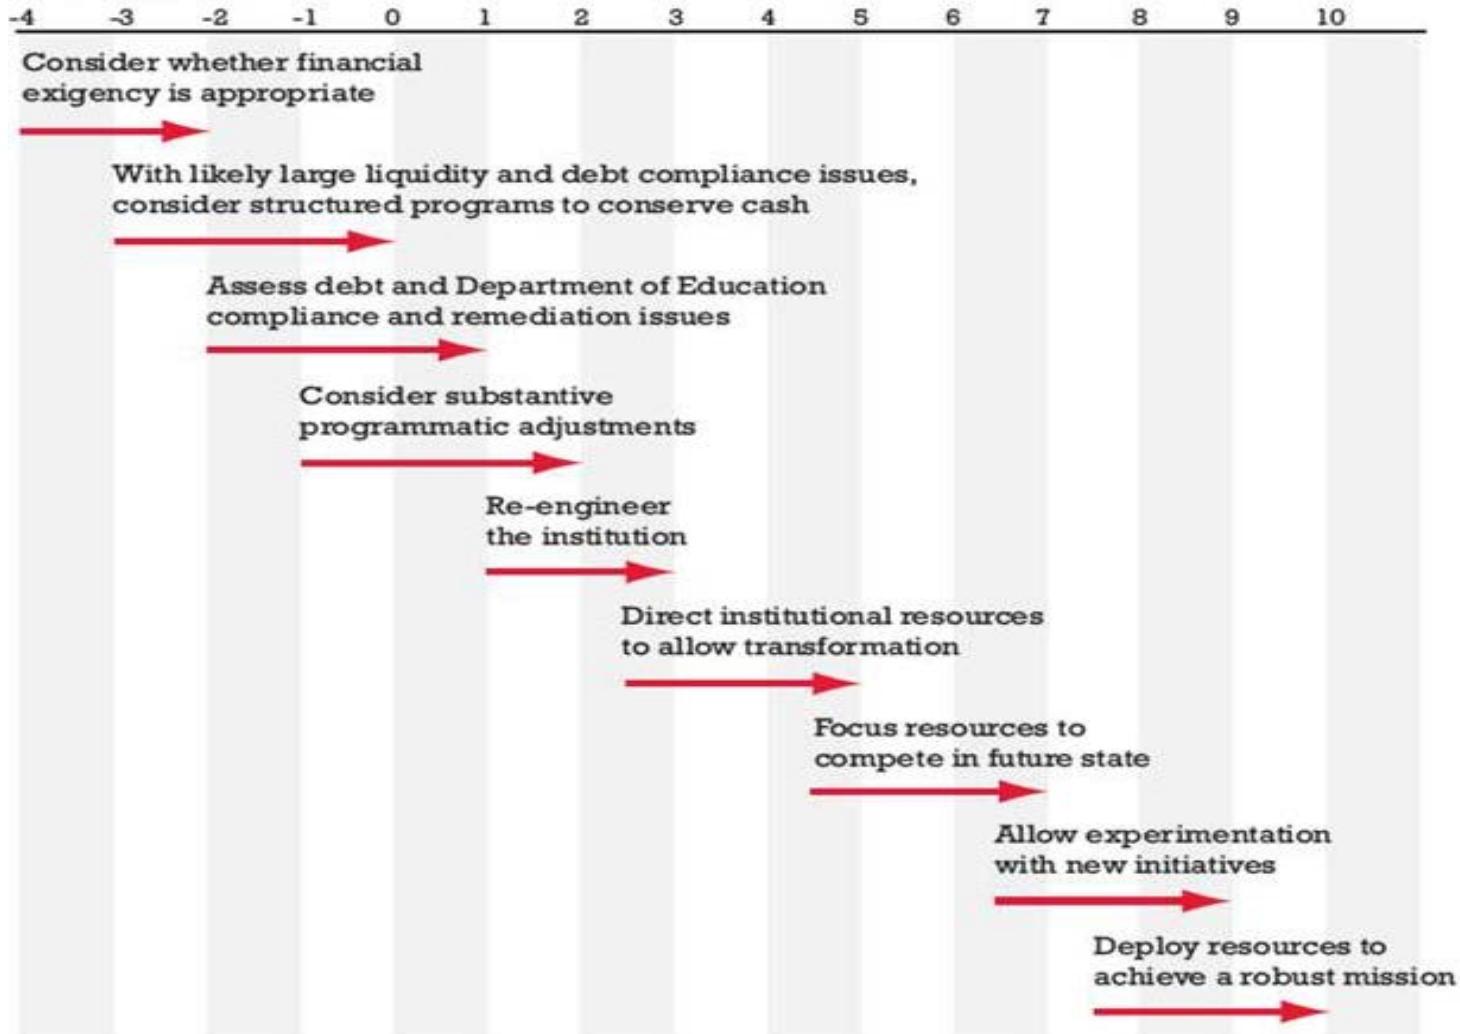 -4 -3 -2 -1 0 1 2 3 4 5 6 7 8 9 10
Consider whether financial
exigency is appropriate
With likely large liquidity and debt compliance issues,
consider structured programs to conserve cash
Assess debt and Department of Education
compliance and remediation issues
Consider substantive
programmatic adjustments
Re-engineer
the institution
Direct institutional resources
to allow transformation
Focus resources to
compete in future state
Allow experimentation
with new initiatives
Deploy resources to
achieve a robust mission